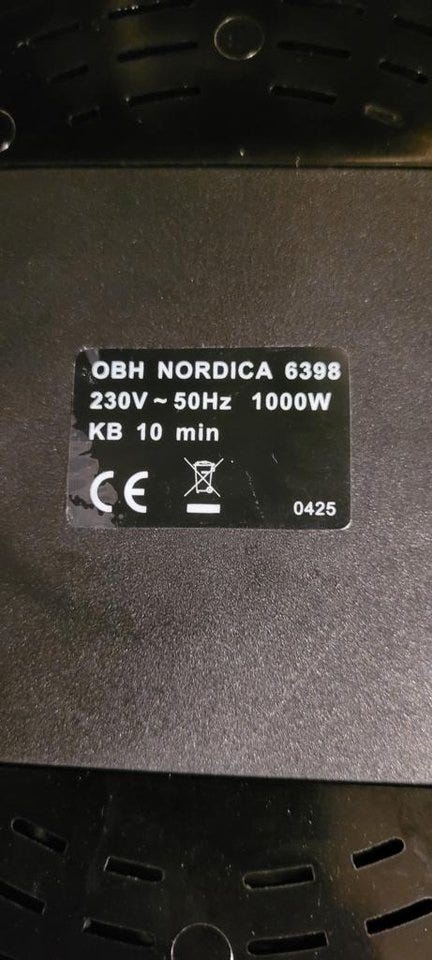 OBH NORDICA 6398
230V ~ 50Hz 1000W
KB 10 min
CE
0425